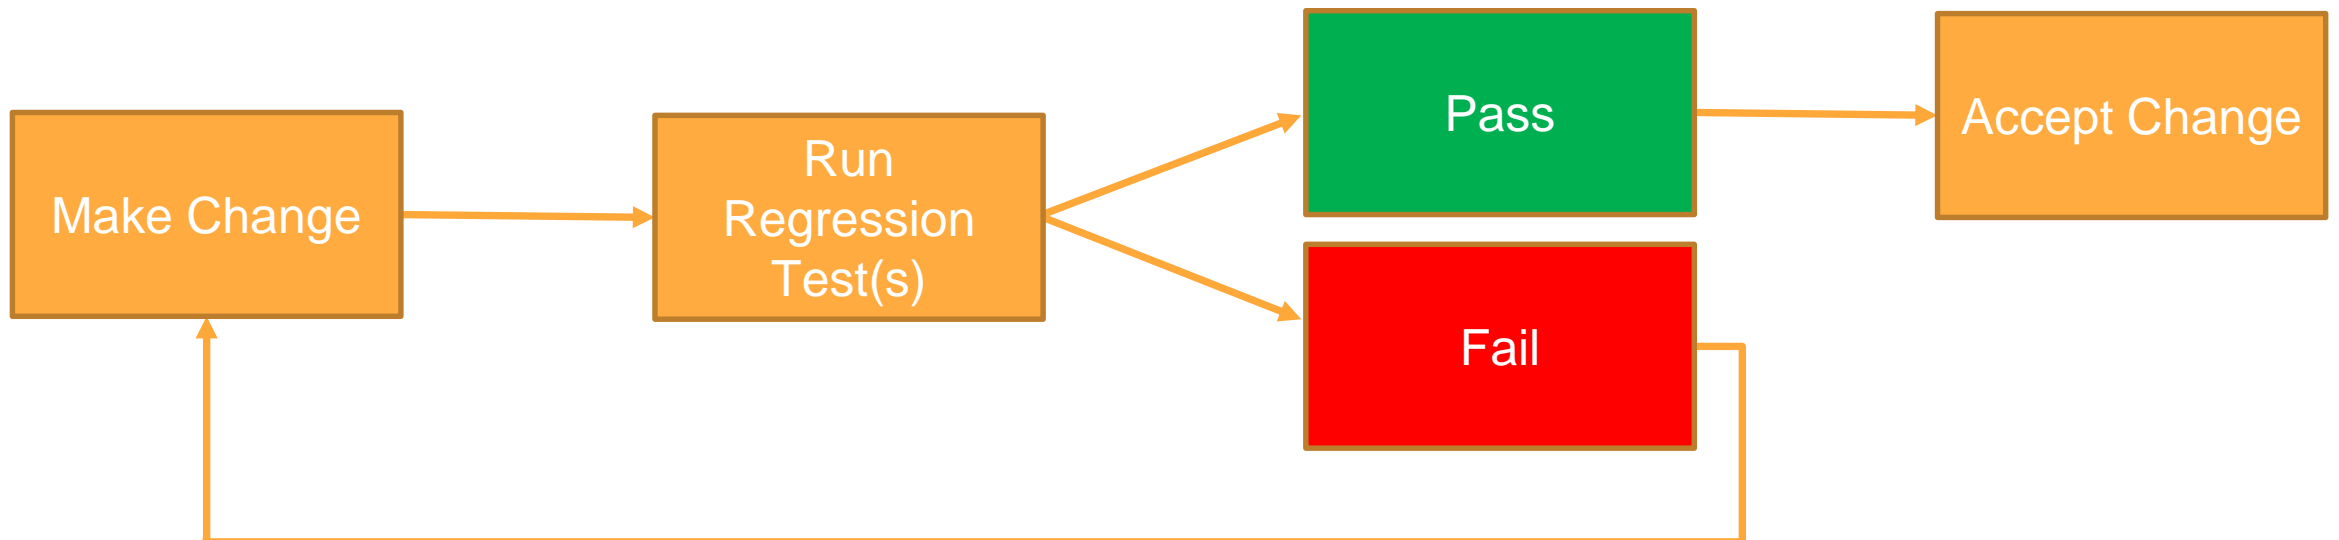 Make Change
Run
Regression
Test(s)
Pass
Fail
Accept Change